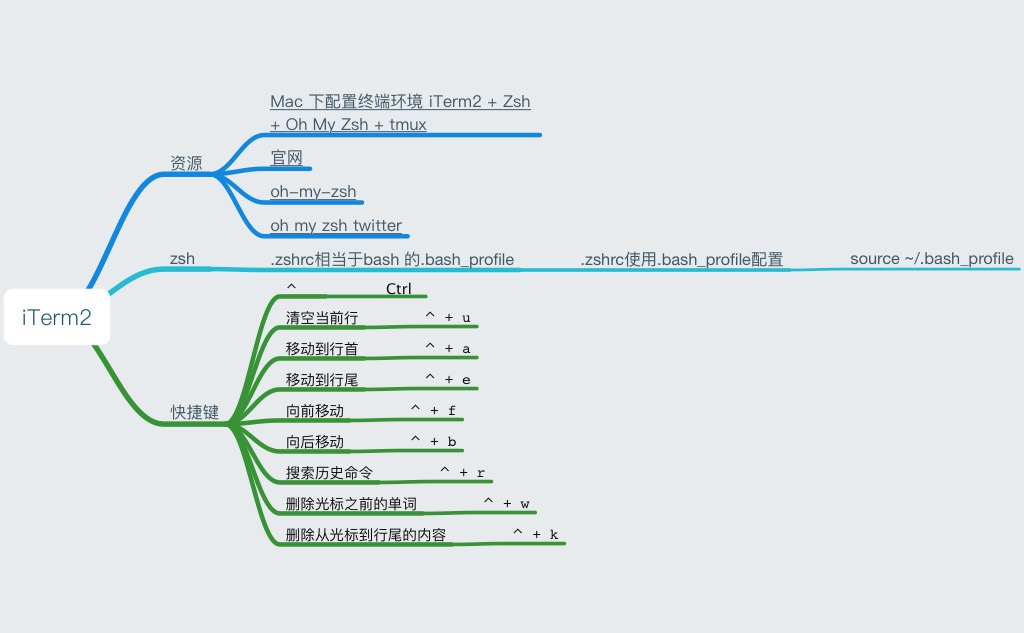 Mac 下配置终端环境 iTerm2 + Zsh
+ Oh My Zsh + tmux
资源
官网
oh-my-zsh
oh my zsh twitter
zsh
.zshrc相当于bash 的.bash_profile
.zshrc使用.bash_profile配置
source ~/.bash_profile
iTerm2
^ Ctrl
清空当前行 ^ + u
移动到行首 ^ + a
移动到行尾 ^ + e
快捷键
向前移动 ^ + f
向后移动 ^ + b
搜索历史命令 ^ + r
删除光标之前的单词 ^ + w
删除从光标到行尾的内容 ^ + k